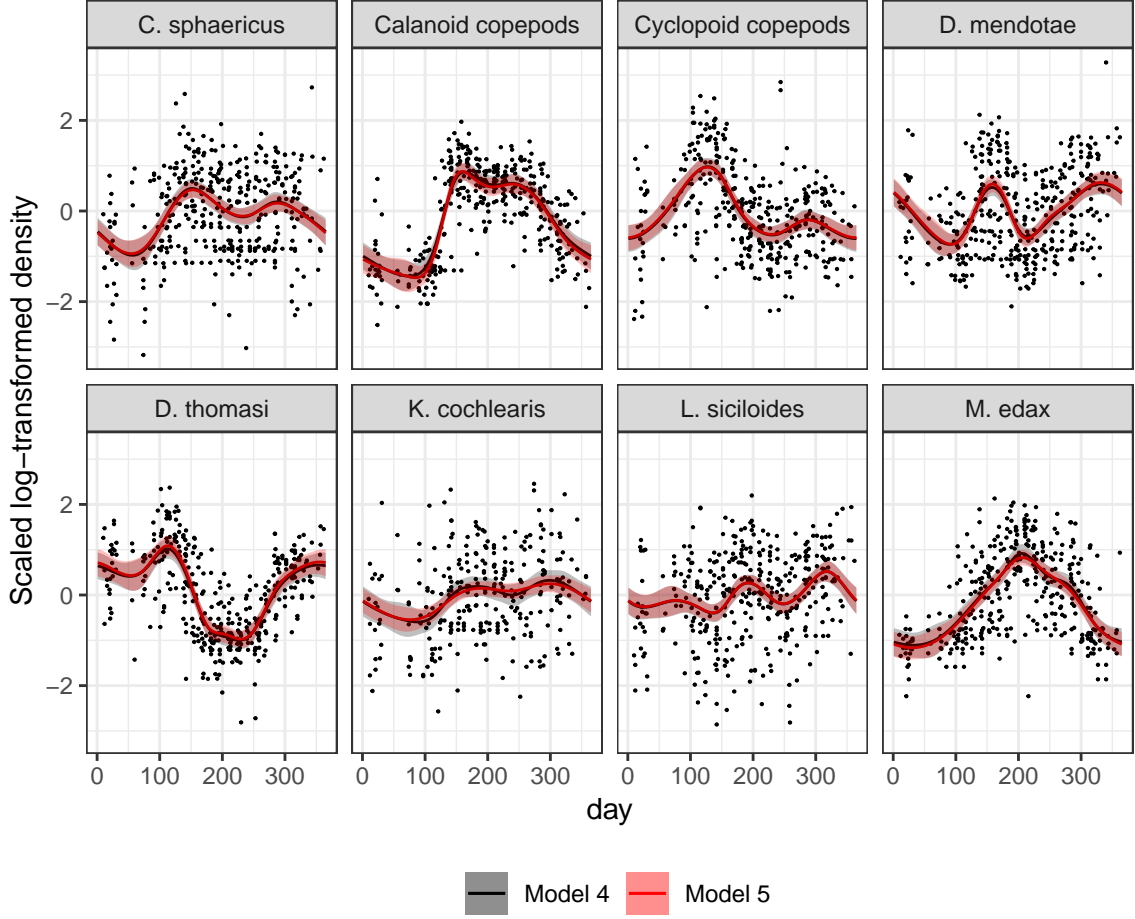 C. sphaericus Calanoid copepods Cyclopoid copepods D. mendotae
2
0
−2
D. thomasi K. cochlearis L. siciloides M. edax
2
0
−2
Scaled log−transformed density
0 100 200 300 0 100 200 300 0 100 200 300 0 100 200 300
day
Model 4 Model 5